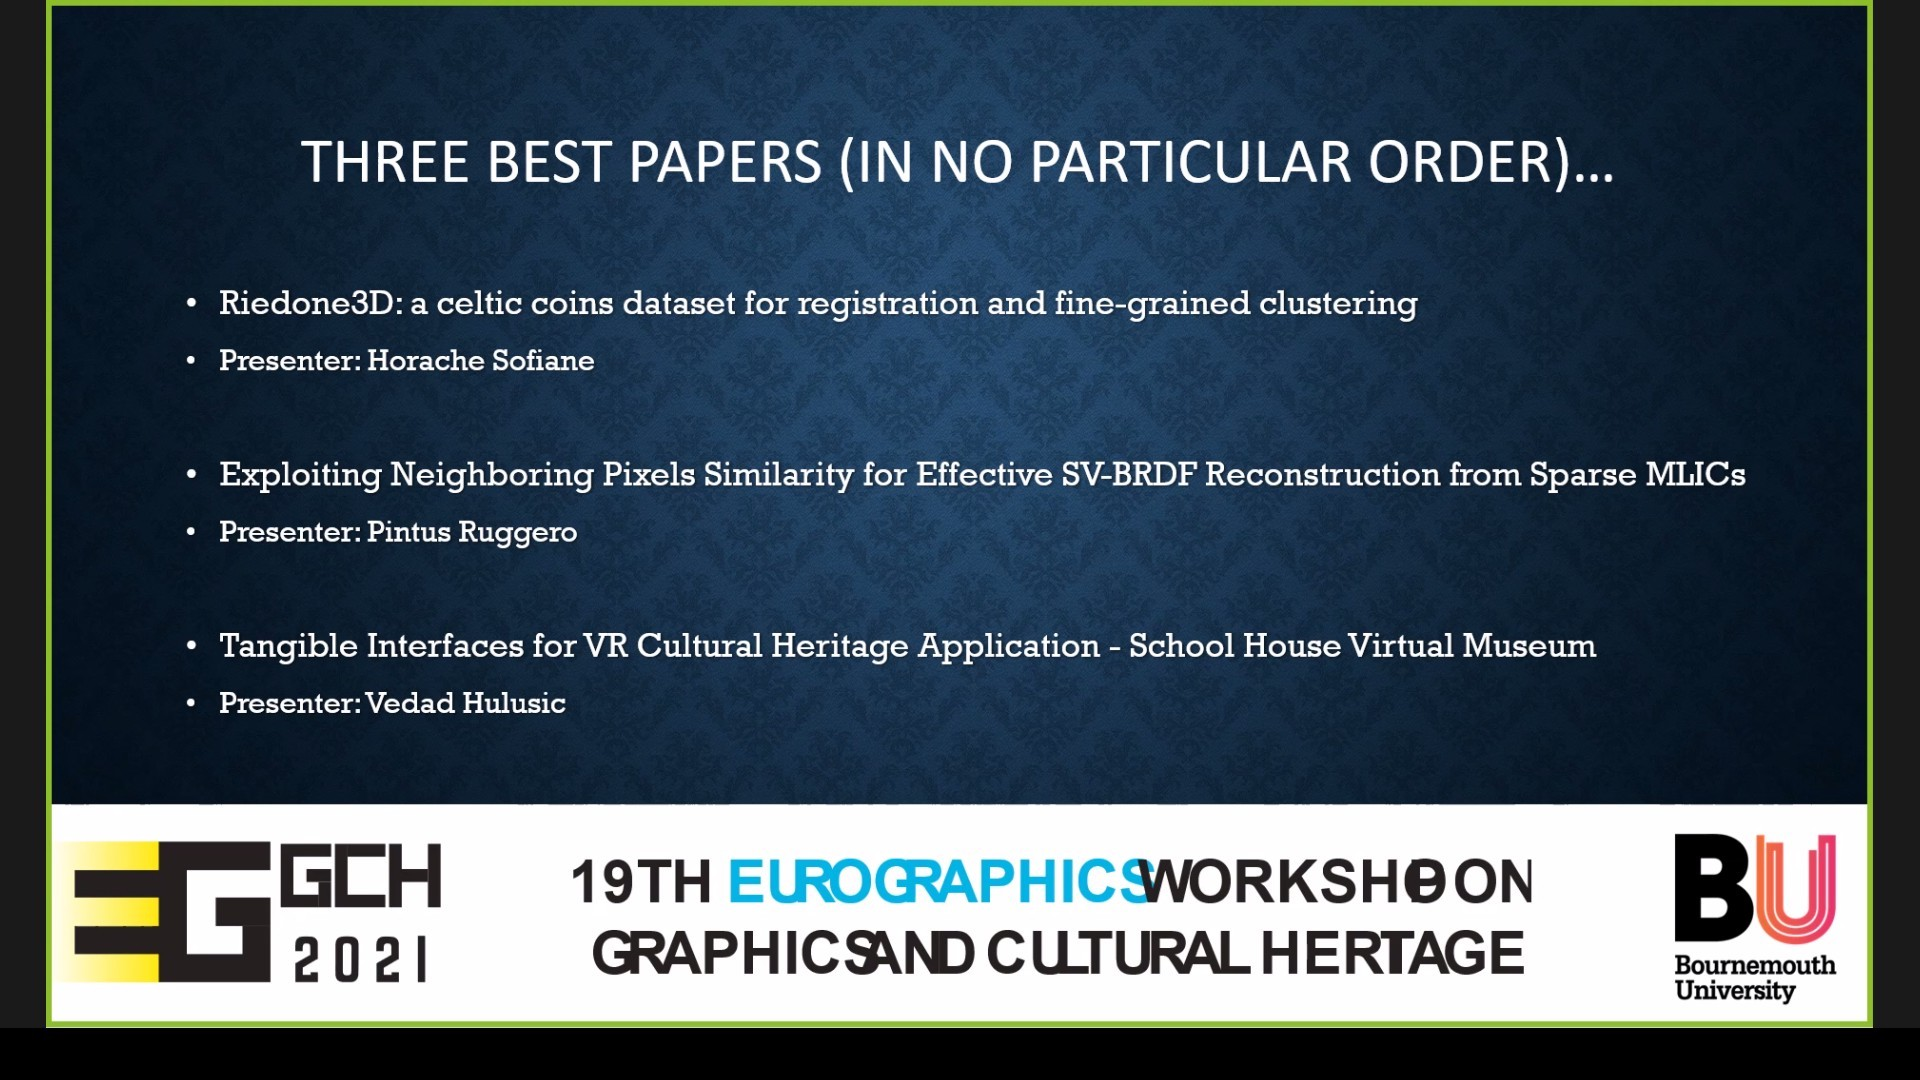 THREE BEST PAPERS (IN NO PARTICULAR ORDER)...
• Riedone3D: a celtic coins dataset for registration and fine-grained clustering
• Presenter: Horache Sofiane
• Exploiting Neighboring Pixels Similarity for Effective SV-BRDF Reconstruction from Sparse MLICs
• Presenter: Pintus Ruggero
• Tangible Interfaces for VR Cultural Heritage Application - School House Virtual Museum
• Presenter: Vedad Hulusic
EG GCH
2021
19TH EUROGRAPHICS WORKSHOP ON
GRAPHICS AND CULTURAL HERITAGE
BU
Bournemouth
University